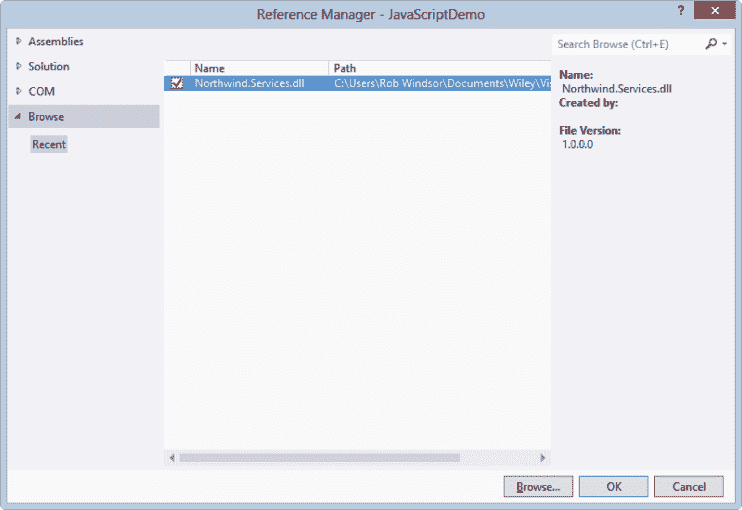 Reference Manager - JavaScriptDemo
?
Assemblies
Solution
COM
Browse
Recent
Name Path
Northwind.Services.dll C:\Users\Rob Windsor\Documents\Wiley\Vis
Search Browse (Ctrl+E)
Name:
Northwind.Services.dll
Created by:
File Version:
1.0.0.0
Browse... OK Cancel